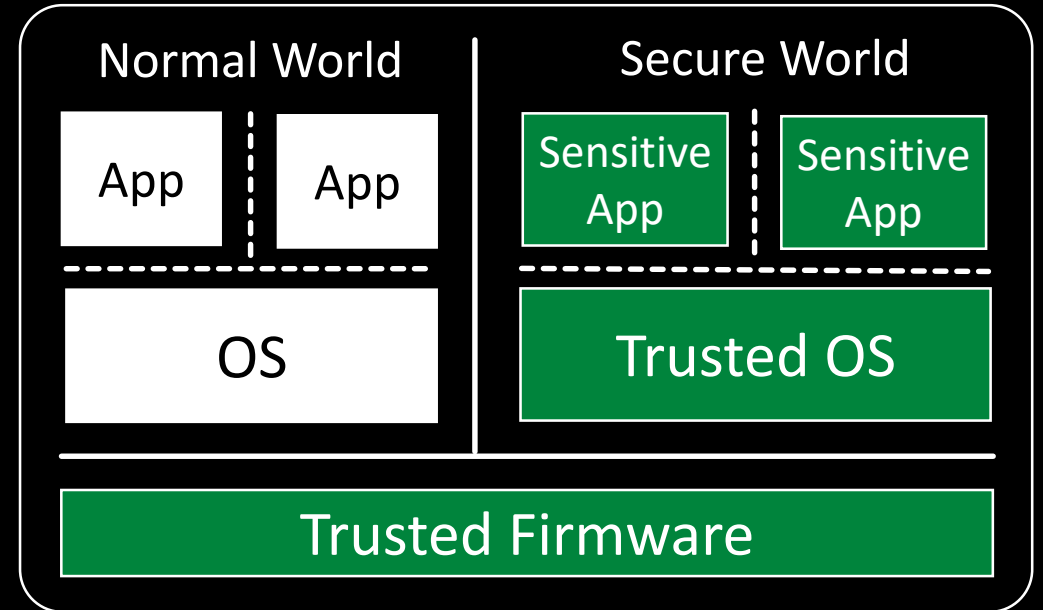 Normal World
App
App
OS
Secure World
Sensitive
App
Sensitive
App
Trusted OS
Trusted Firmware